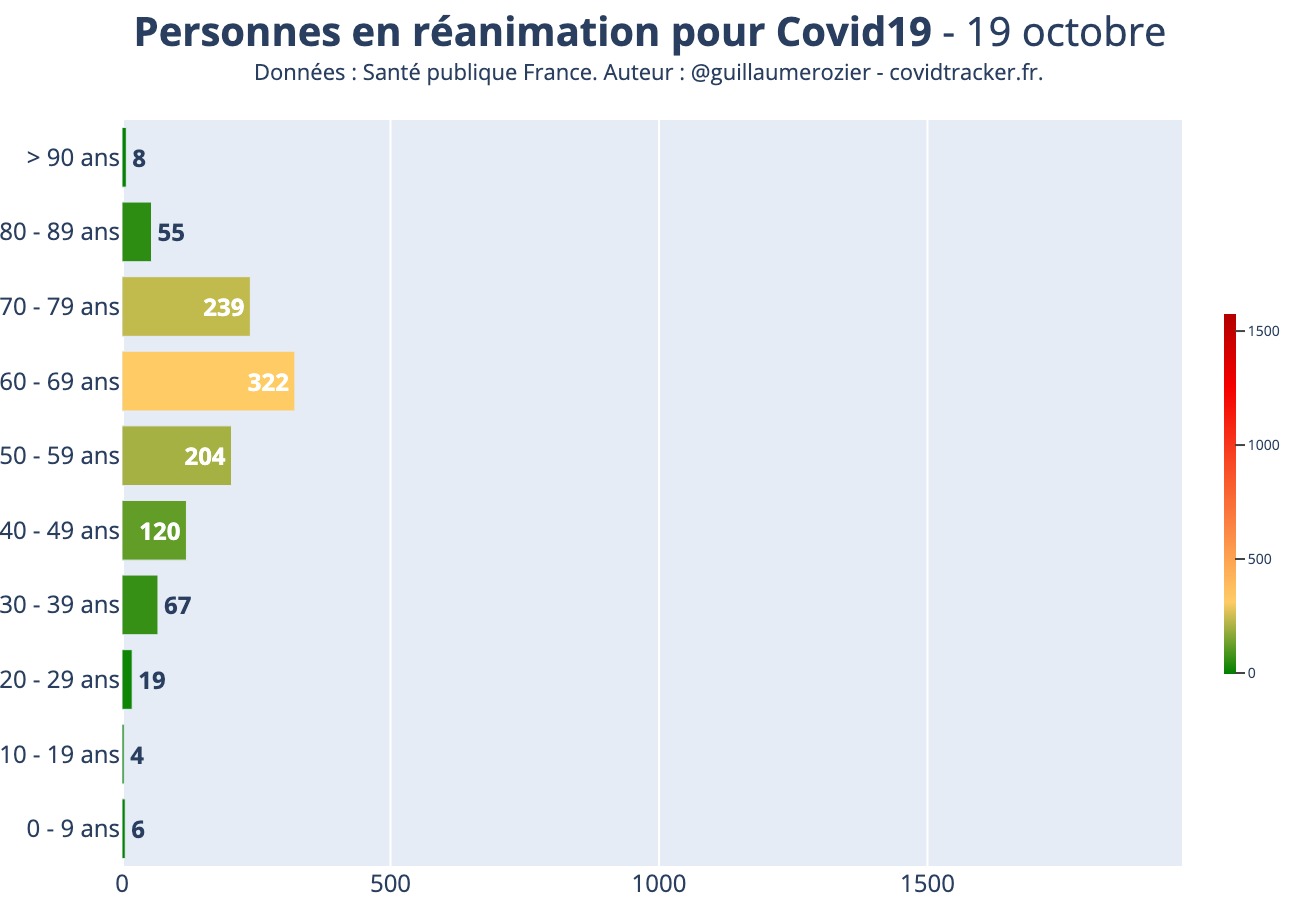 Personnes en réanimation pour Covid19 - 19 octobre
Données : Santé publique France. Auteur : @guillaumerozier - covidtracker.fr.
> 90 ans 8
80 - 89 ans 55
70 - 79 ans 239
60 - 69 ans 322
50 - 59 ans 204
40 - 49 ans 120
30 - 39 ans 67
20 - 29 ans 19
10 - 19 ans 4
0 - 9 ans 6
0 500 1000 1500
1500
1000
500
0